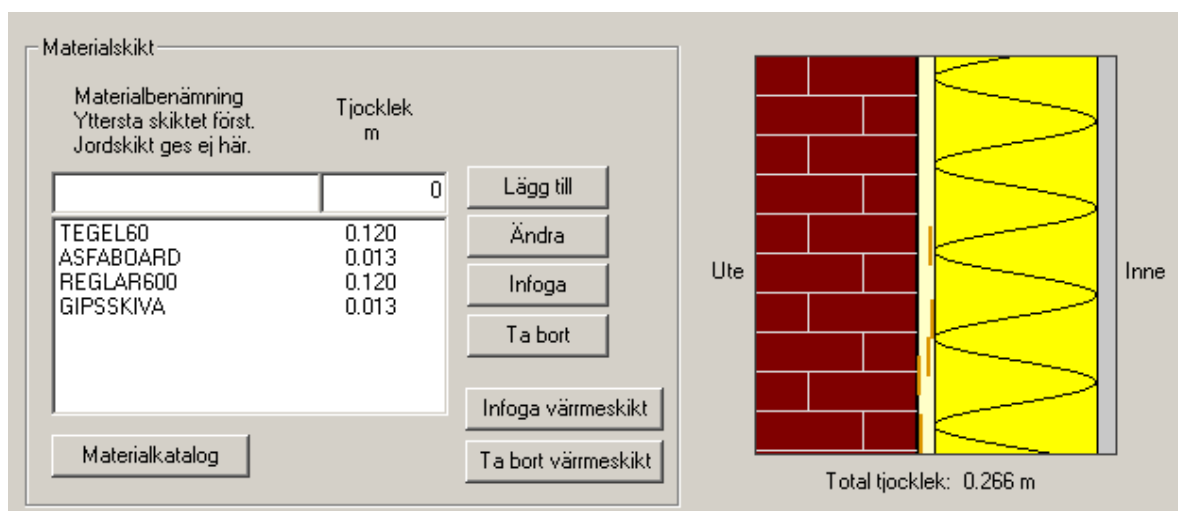 Materialskikt
Materialbenämning
Yttersta skiktet först.
Jordskikt ges ej här.
Tjocklek
m
0
Lägg till
TEGEL60 0.120
ASFABOARD 0.013
REGLAR600 0.120
GIPSSKIVA 0.013
Ändra
Infoga
Ta bort
Infoga värrmeskikt
Ta bort värrmeskikt
Materialkatalog
Ute
Inne
Total tjocklek: 0.266 m